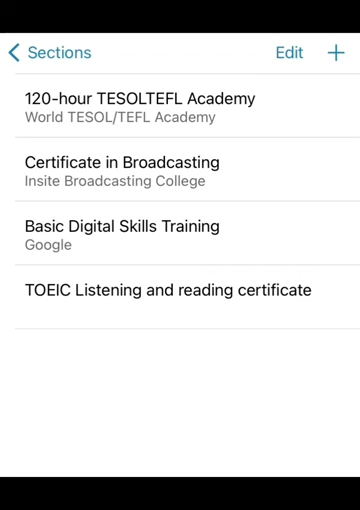 Sections
Edit
120-hour TESOLTEFL Academy
World TESOL/TEFL Academy
Certificate in Broadcasting
Insite Broadcasting College
Basic Digital Skills Training
Google
TOEIC Listening and reading certificate